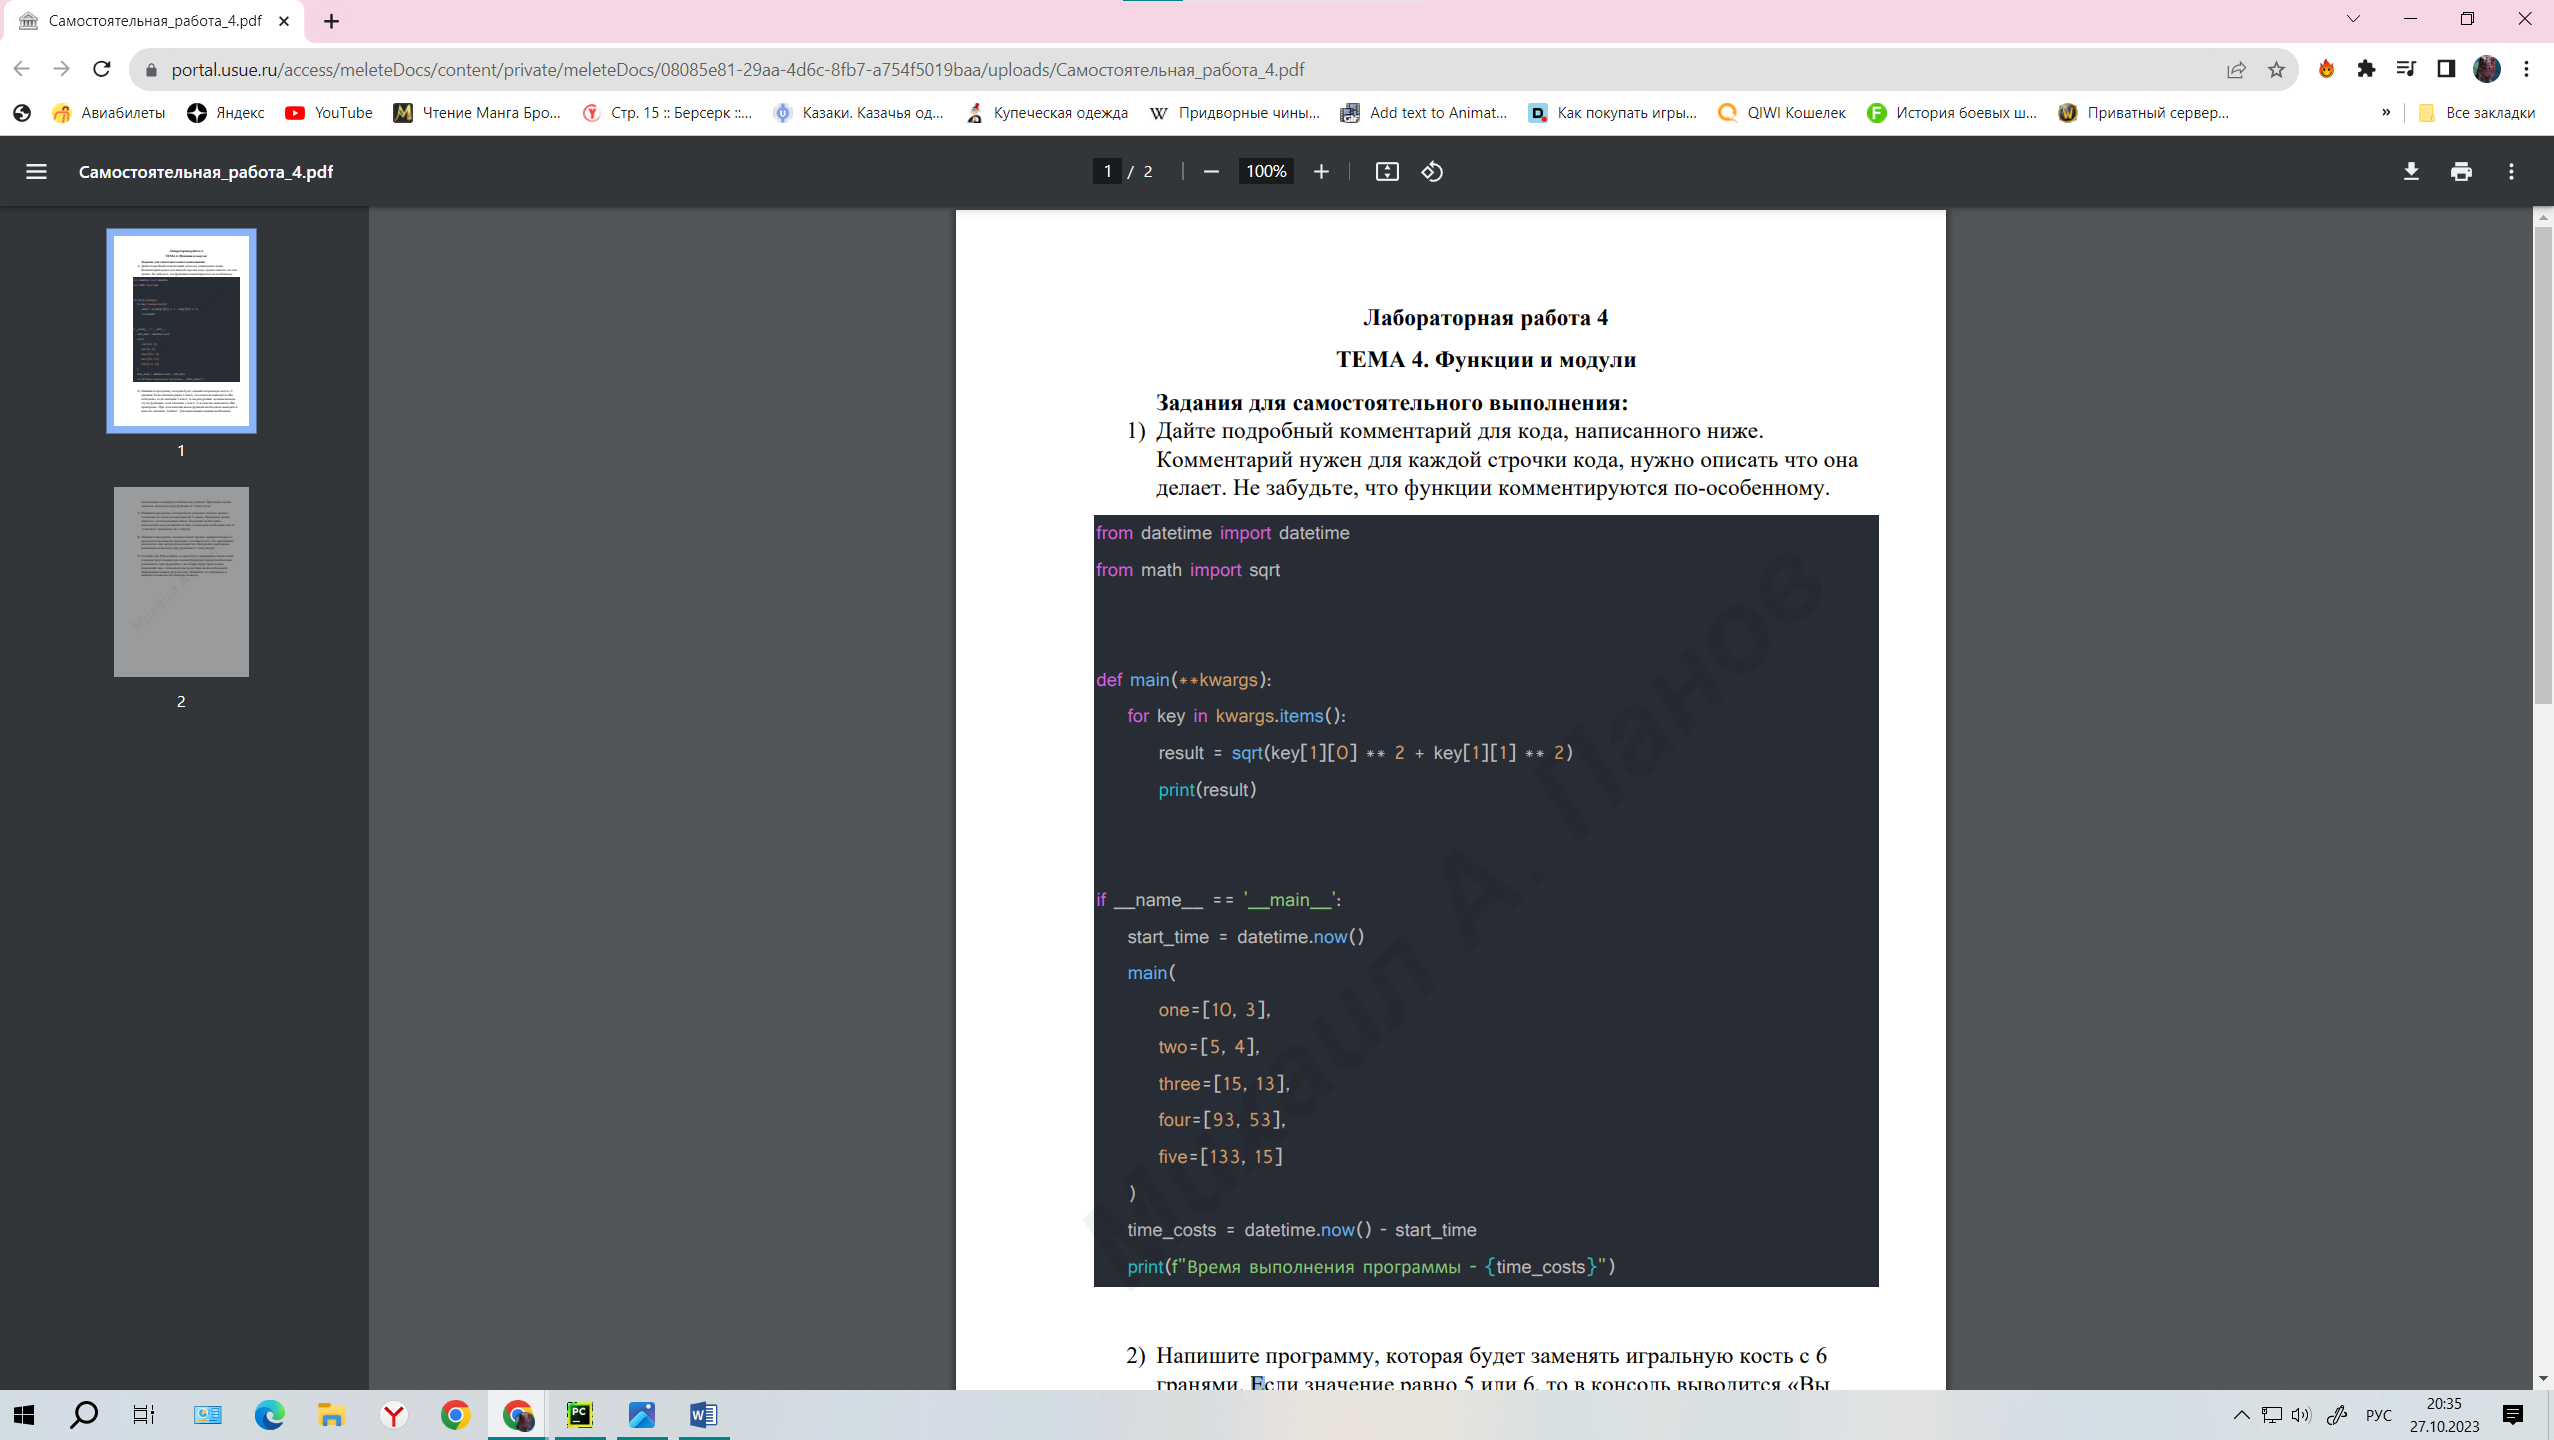 Самостоятельная_работа_4.pdf
portal.usue.ru/access/meleteDocs/content/private/meleteDocs/08085e81-29aa-4d6c-8fb7-a754f5019baa/uploads/Самостоятельная_работа_4.pdf
Авиабилеты Яндекс YouTube Чтение Манга Бро... Стр. 15 :: Берсерк ::... Казаки. Казачья од... Купеческая одежда Придворные чины... Add text to Animat... Как покупать игры... QIWI Кошелек История боевых ш... Приватный сервер... » Все закладки
Самостоятельная_работа_4.pdf 1 / 2 100%
1
2
Лабораторная работа 4
ТЕМА 4. Функции и модули
Задания для самостоятельного выполнения:
1) Дайте подробный комментарий для кода, написанного ниже.
Комментарий нужен для каждой строчки кода, нужно описать что она
делает. Не забудьте, что функции комментируются по-особенному.
from datetime import datetime
from math import sqrt
def main(**kwargs):
for key in kwargs.items():
result = sqrt(key[1][0] ** 2 + key[1][1] ** 2)
print(result)
if __name__ == '__main__':
start_time = datetime.now()
main(
one=[10, 3],
two=[5, 4],
three=[15, 13],
four=[93, 53],
five=[133, 15]
)
time_costs = datetime.now() - start_time
print(f"Время выполнения программы - {time_costs}")
Михаил А. Панов
2) Напишите программу, которая будет заменять игральную кость с 6
гранями. Если значение равно 5 или 6, то в консоль выводится «Вы
РУС
20:35
27.10.2023